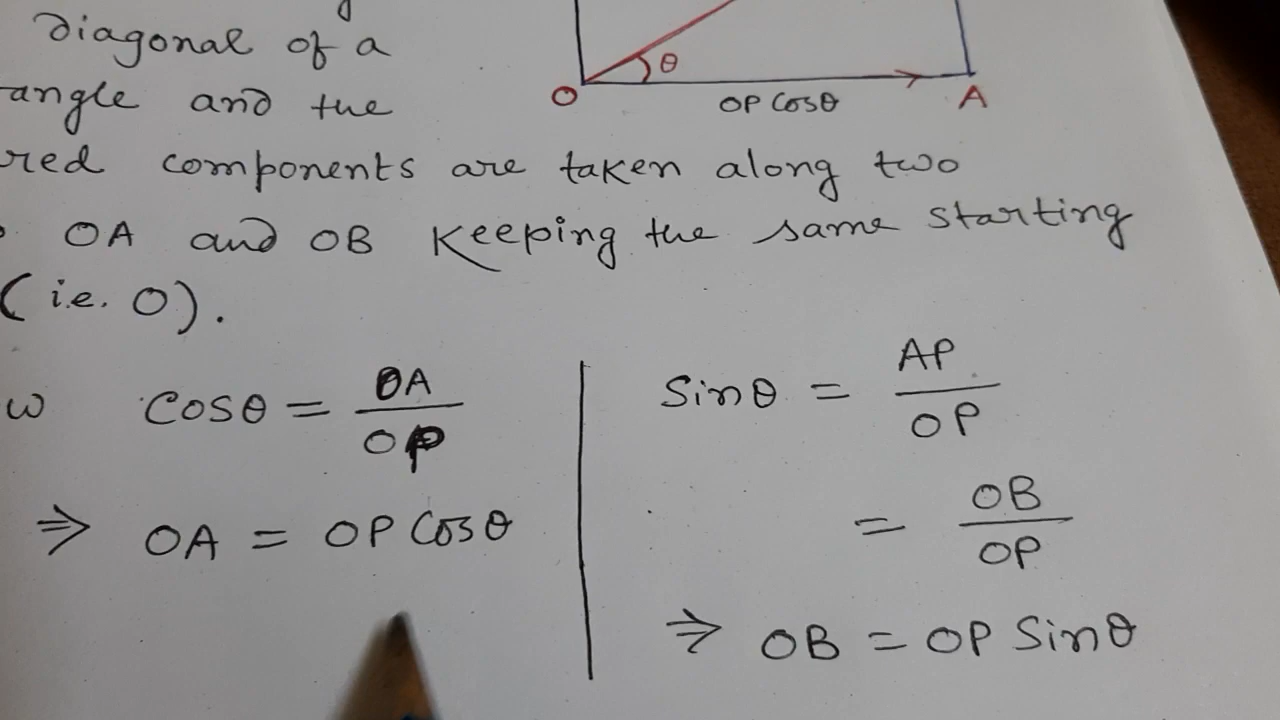 diagonal of a
angle and the
red components are taken along two
OA and OB keeping the same starting
(i.e. O).
θ
O
OP Cosθ
A
w Cosθ = OA/OP
⇒ OA = OP Cosθ
Sinθ = AP/OP
= OB/OP
⇒ OB = OP Sinθ